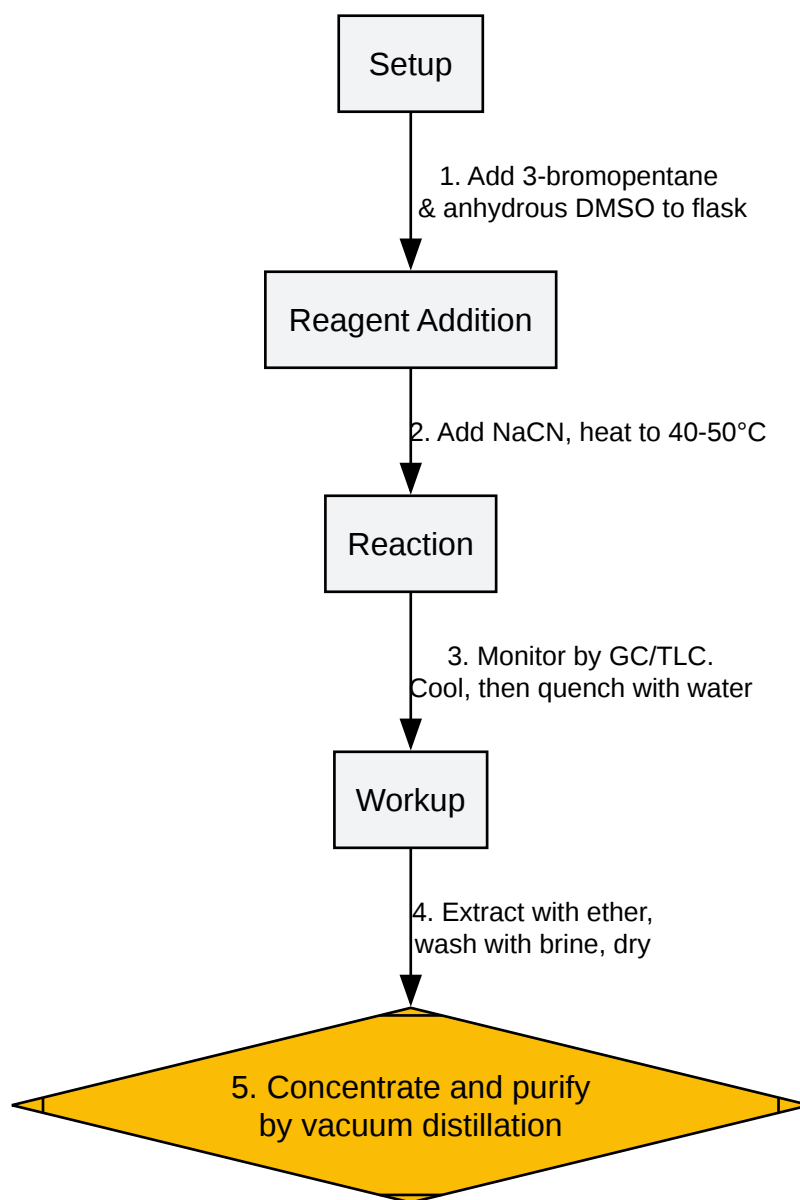 Setup
1. Add 3-bromopentane
& anhydrous DMSO to flask
Reagent Addition
2. Add NaCN, heat to 40-50°C
Reaction
3. Monitor by GC/TLC.
Cool, then quench with water
Workup
4. Extract with ether,
wash with brine, dry
5. Concentrate and purify
by vacuum distillation